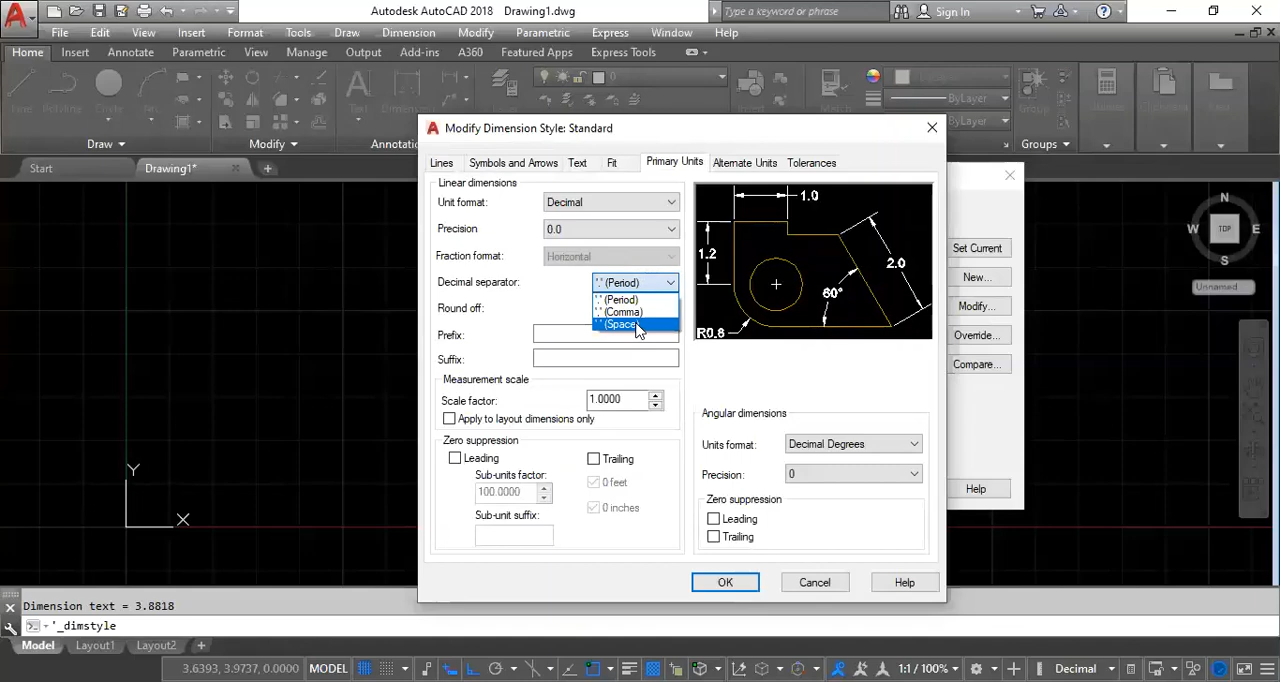 Autodesk AutoCAD 2018 Drawing1.dwg
Type a keyword or phrase
Sign In
File Edit View Insert Format Tools Draw Dimension Modify Parametric Express Window Help
Home Insert Annotate Parametric View Manage Output Add-ins A360 Featured Apps Express Tools
0
Text
ByLayer
Group
ByLayer
Draw Modify Groups
Start Drawing1*
Modify Dimension Style: Standard
Lines Symbols and Arrows Text Fit Primary Units Alternate Units Tolerances
Linear dimensions
Unit format: Decimal
Precision 0.0
Fraction format: Horizontal
Decimal separator: '.' (Period)
'.' (Period)
',' (Comma)
' ' (Space)
Round off:
Prefix:
Suffix:
Measurement scale
Scale factor: 1.0000
Apply to layout dimensions only
Zero suppression
Leading
Sub-units factor:
100.0000
Sub-unit suffix:
Trailing
0 feet
0 inches
1.0
1.2
2.0
60°
R0.8
Angular dimensions
Units format: Decimal Degrees
Precision: 0
Zero suppression
Leading
Trailing
OK Cancel Help
Set Current
New...
Modify...
Override...
Compare...
Help
N
W TOP E
S
Unnamed
Y
X
Dimension text = 3.8818
'_dimstyle
Model Layout1 Layout2 +
3.6393, 3.9737, 0.0000 MODEL 1:1 / 100% Decimal